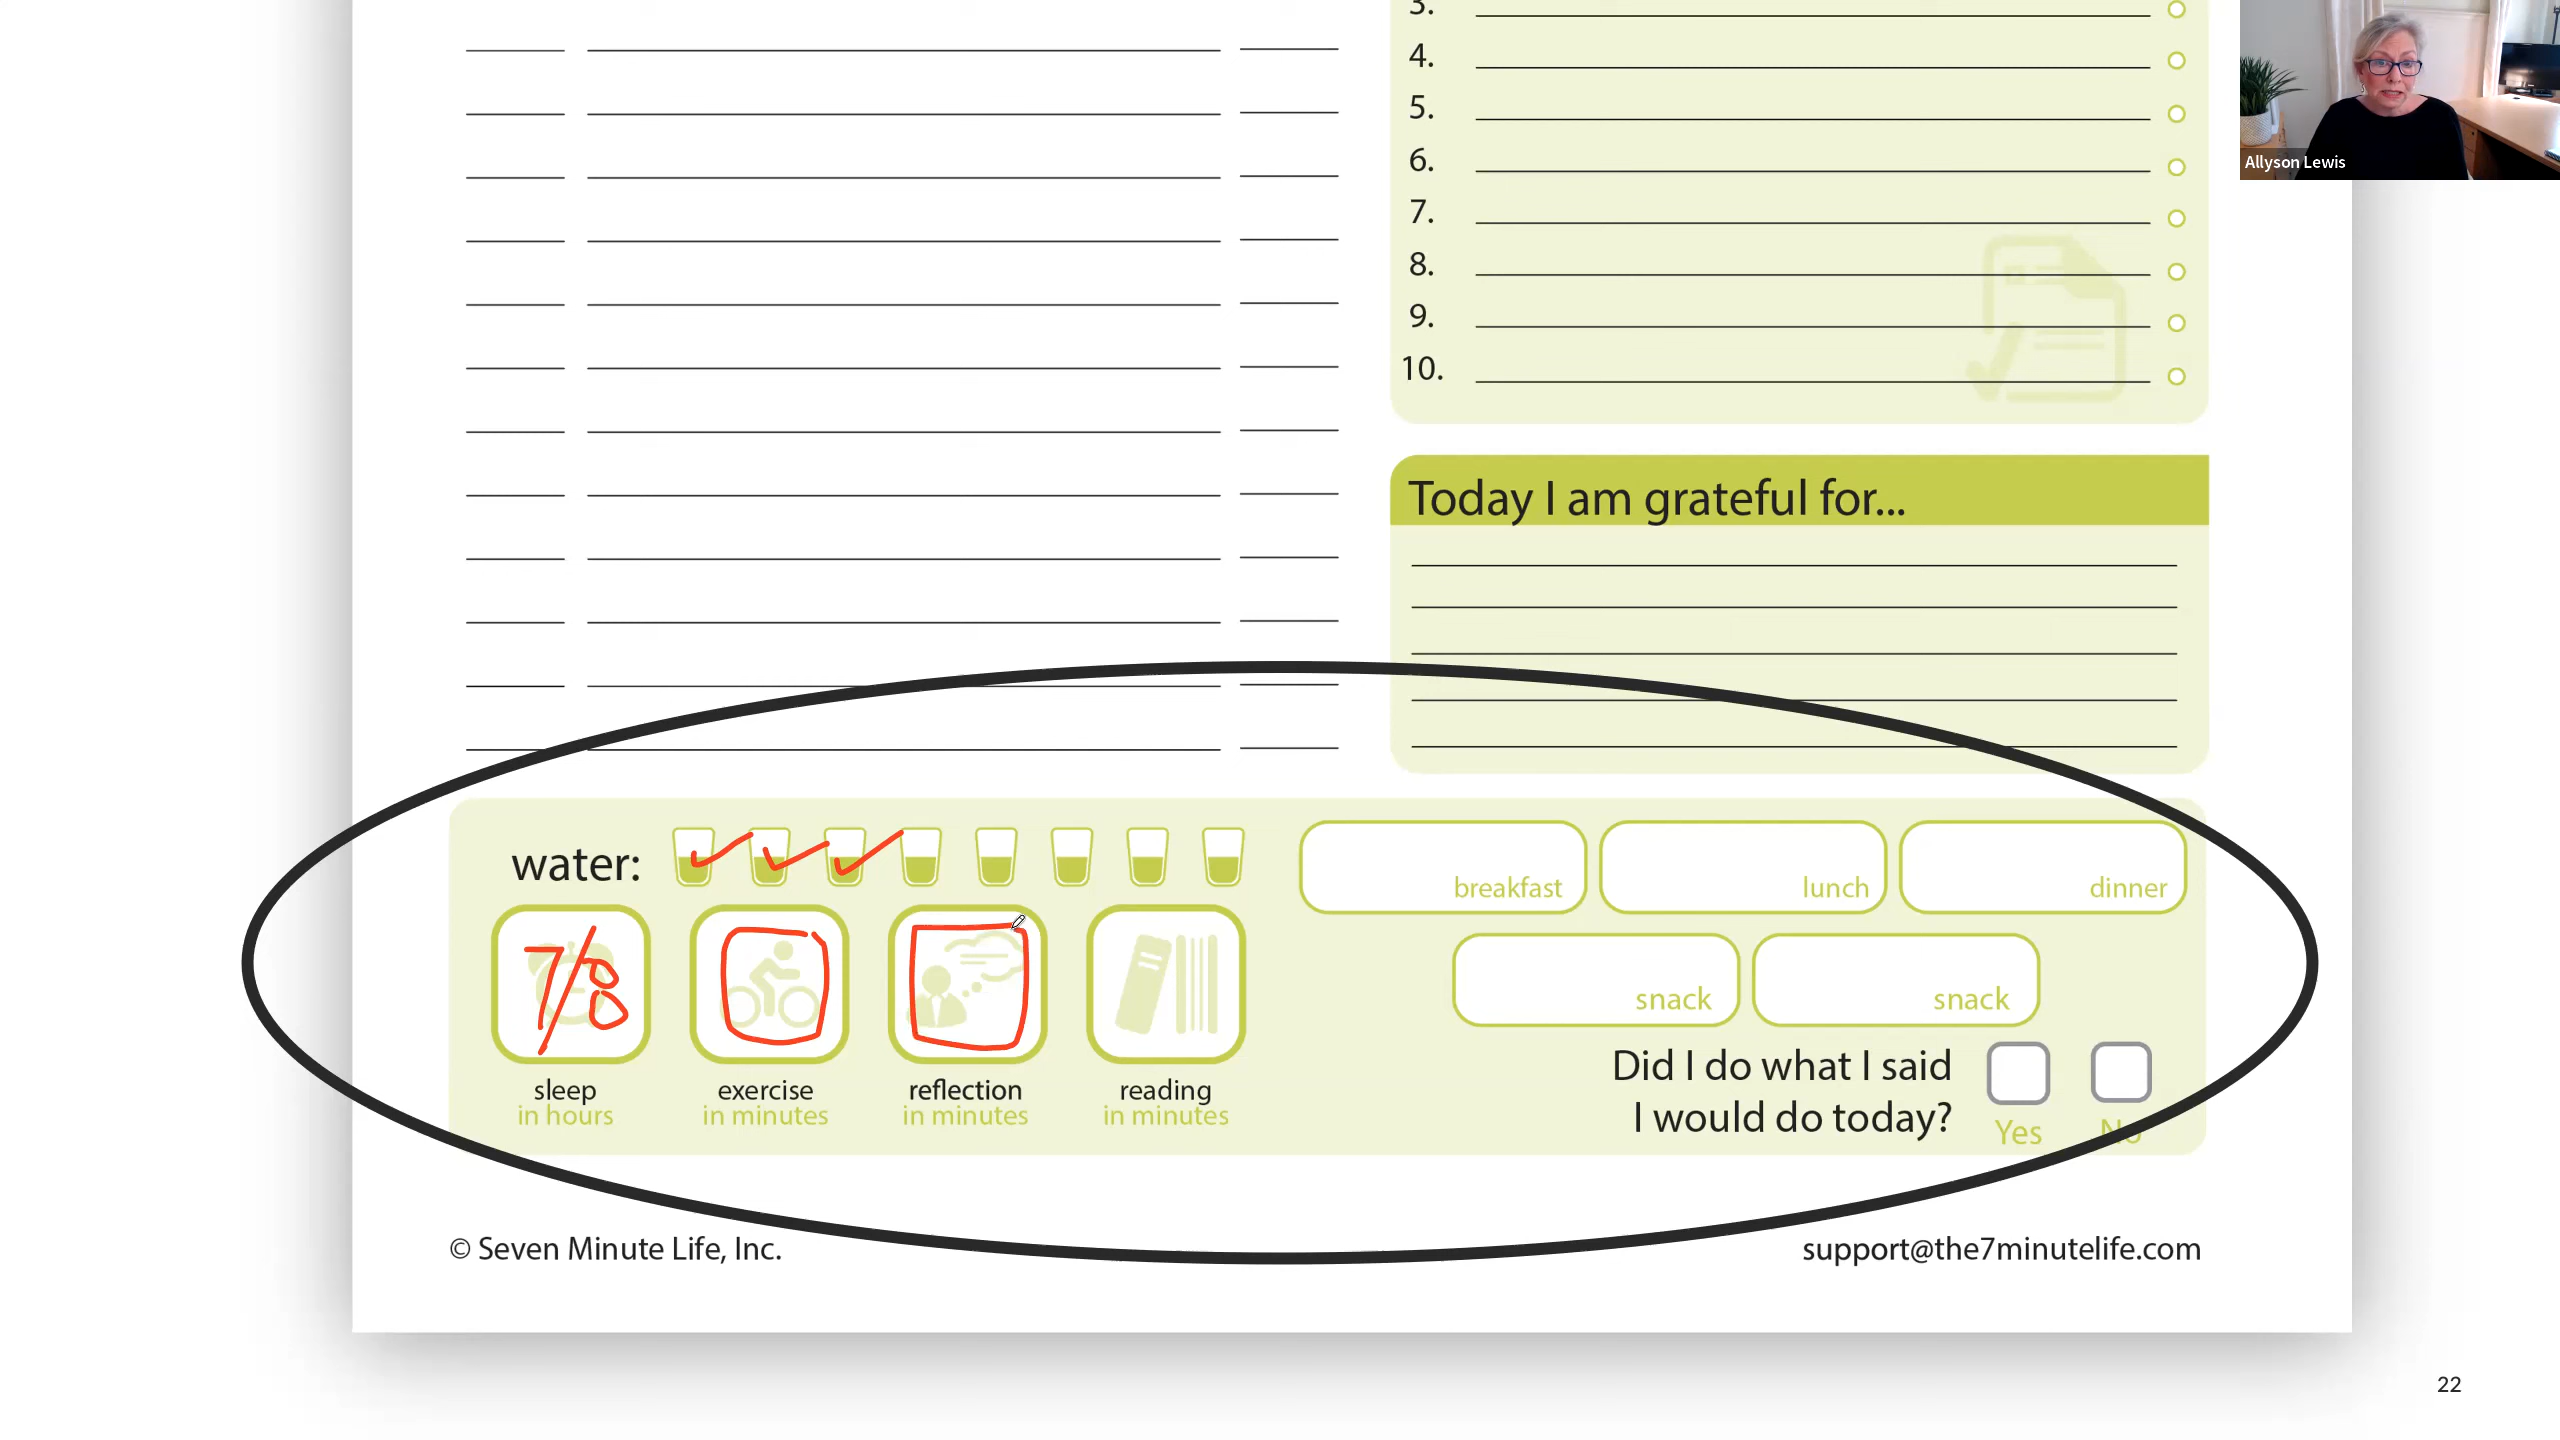 3.
4.
5.
6.
7.
8.
9.
10.
Allyson Lewis
Today I am grateful for...
water:
breakfast
lunch
dinner
7/8
snack
snack
sleep
in hours
exercise
in minutes
reflection
in minutes
reading
in minutes
Did I do what I said
I would do today?
Yes
No
© Seven Minute Life, Inc.
support@the7minutelife.com
22